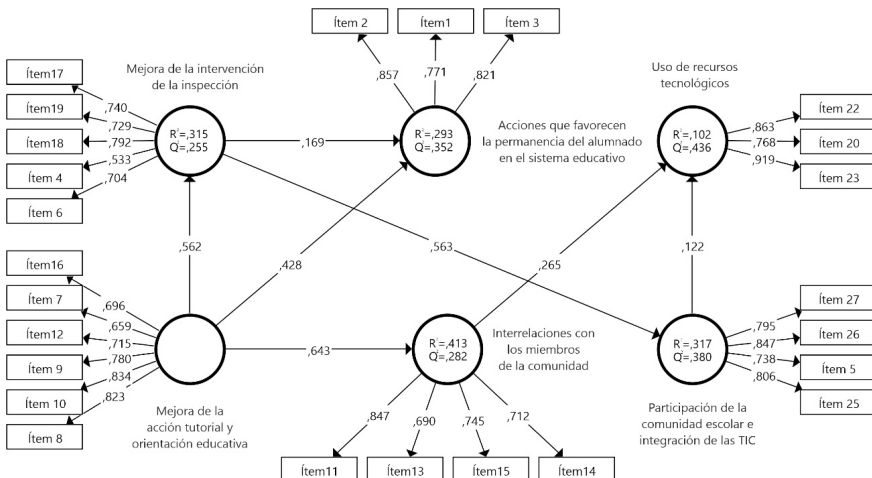 Ítem 2
Ítem1
Ítem 3
,857
,771
,821
Ítem17
Ítem19
Ítem18
Ítem 4
Ítem 6
,740
,729
,792
,533
,704
Mejora de la intervención
de la inspección
R²=,315
Q²=,255
,169
R²=,293
Q²=,352
Acciones que favorecen
la permanencia del alumnado
en el sistema educativo
Uso de recursos
tecnológicos
R²=,102
Q²=,436
,863
,768
,919
Ítem 22
Ítem 20
Ítem 23
,562
,428
,563
,265
,122
Ítem16
Ítem 7
Ítem12
Ítem 9
Ítem 10
Ítem 8
,696
,659
,715
,780
,834
,823
Mejora de la
acción tutorial y
orientación educativa
,643
R²=,413
Q²=,282
Interrelaciones con
los miembros
de la comunidad
R²=,317
Q²=,380
,795
,847
,738
,806
Ítem 27
Ítem 26
Ítem 5
Ítem 25
Participación de la
comunidad escolar e
integración de las TIC
,847
,690
,745
,712
Ítem11
Ítem13
Ítem15
Ítem14